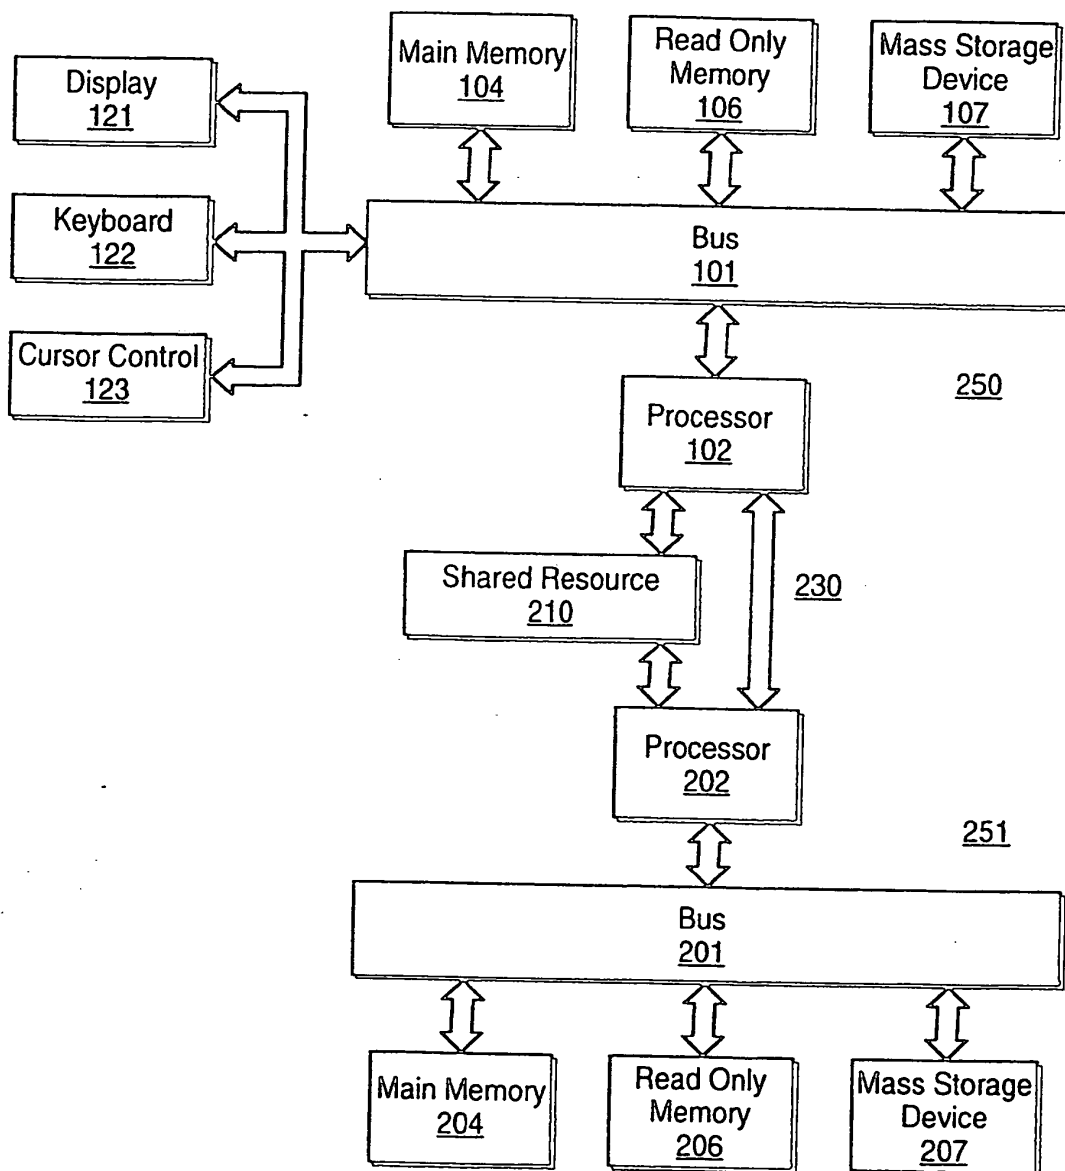 Main Memory
104
Read Only
Memory
106
Mass Storage
Device
107
Display
121
Keyboard
122
Cursor Control
123
Bus
101
250
Processor
102
Shared Resource
210
230
Processor
202
251
Bus
201
Main Memory
204
Read Only
Memory
206
Mass Storage
Device
207